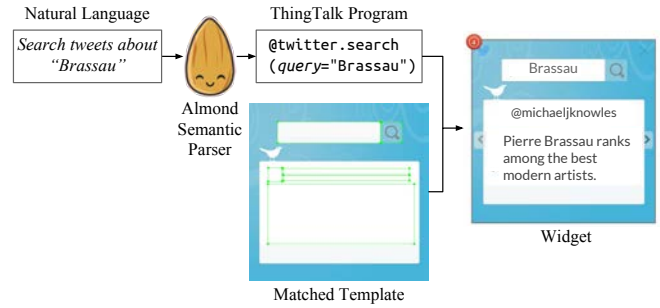 Natural Language
ThingTalk Program
Search tweets about
“Brassau”
@twitter.search
(query="Brassau")
Almond
Semantic
Parser
Matched Template
Brassau
@michaeljknowles
Pierre Brassau ranks
among the best
modern artists.
Widget